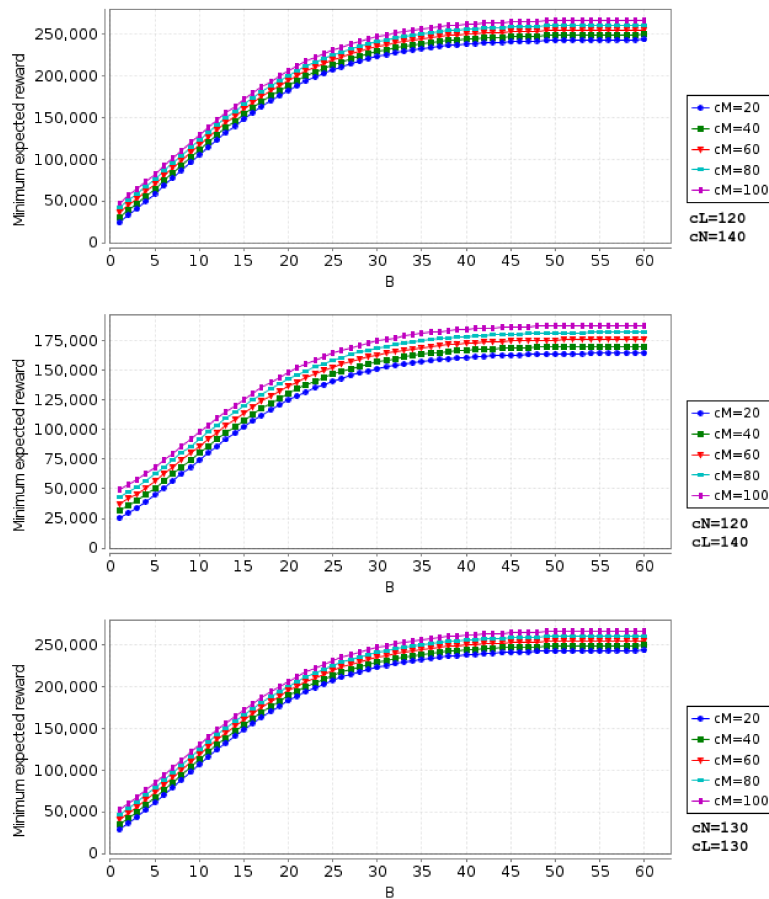 250,000
200,000
150,000
100,000
50,000
0
Minimum expected reward
0 5 10 15 20 25 30 35 40 45 50 55 60
B
cM=20
cM=40
cM=60
cM=80
cM=100
cL=120
cN=140
175,000
150,000
125,000
100,000
75,000
50,000
25,000
0
Minimum expected reward
0 5 10 15 20 25 30 35 40 45 50 55 60
B
cM=20
cM=40
cM=60
cM=80
cM=100
cN=120
cL=140
250,000
200,000
150,000
100,000
50,000
0
Minimum expected reward
0 5 10 15 20 25 30 35 40 45 50 55 60
B
cM=20
cM=40
cM=60
cM=80
cM=100
cN=130
cL=130